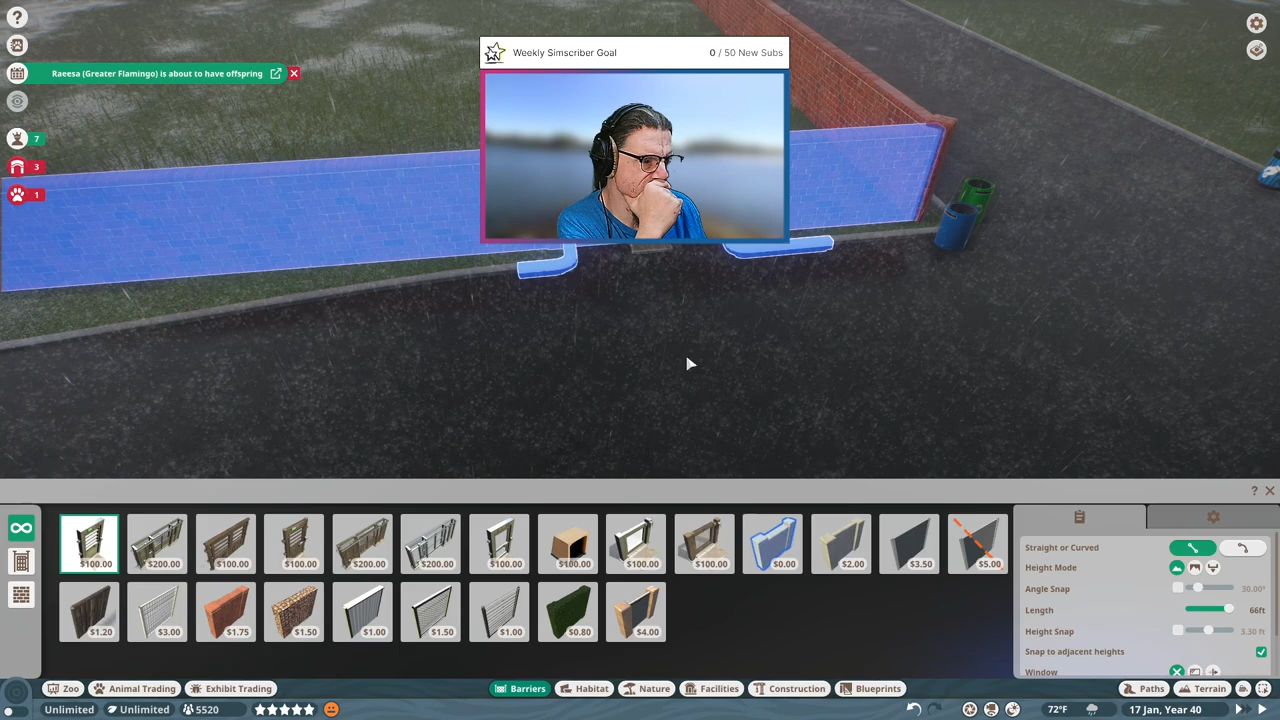 ?
Weekly Simscriber Goal 0 / 50 New Subs
Raeesa (Greater Flamingo) is about to have offspring
7
3
1
?
$100.00 $200.00 $100.00 $100.00 $200.00 $200.00 $100.00 $100.00 $100.00 $100.00 $0.00 $2.00 $3.50 $5.00
$1.20 $3.00 $1.75 $1.50 $1.00 $1.50 $1.00 $0.80 $4.00
Straight or Curved
Height Mode
Angle Snap 30.00°
Length 66ft
Height Snap 3.30 ft
Snap to adjacent heights
Window
Zoo Animal Trading Exhibit Trading Barriers Habitat Nature Facilities Construction Blueprints Paths Terrain
Unlimited Unlimited 5520 72°F 17 Jan, Year 40